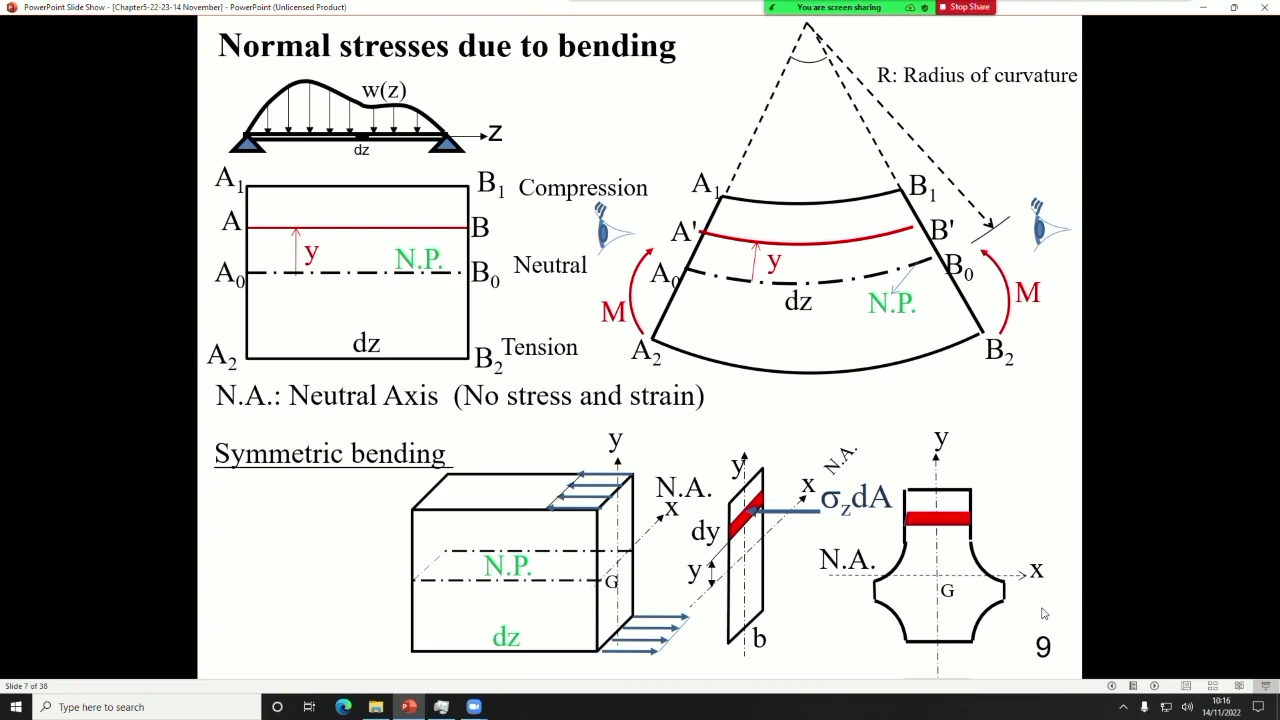 PowerPoint Slide Show - [Chapter5-22-23-14 November] - PowerPoint (Unlicensed Product)
You are screen sharing
Stop Share
Normal stresses due to bending
R: Radius of curvature
w(z)
z
dz
A1
B1
Compression
A
B
y
N.P.
A0
B0
Neutral
dz
A2
B2
Tension
A1
B1
A'
B'
y
A0
B0
dz
N.P.
M
M
A2
B2
N.A.: Neutral Axis (No stress and strain)
Symmetric bending
y
N.A.
x
N.P.
G
dz
y
N.A.
x
σzdA
dy
y
b
y
N.A.
x
G
9
Slide 7 of 38
Type here to search
10:16
14/11/2022